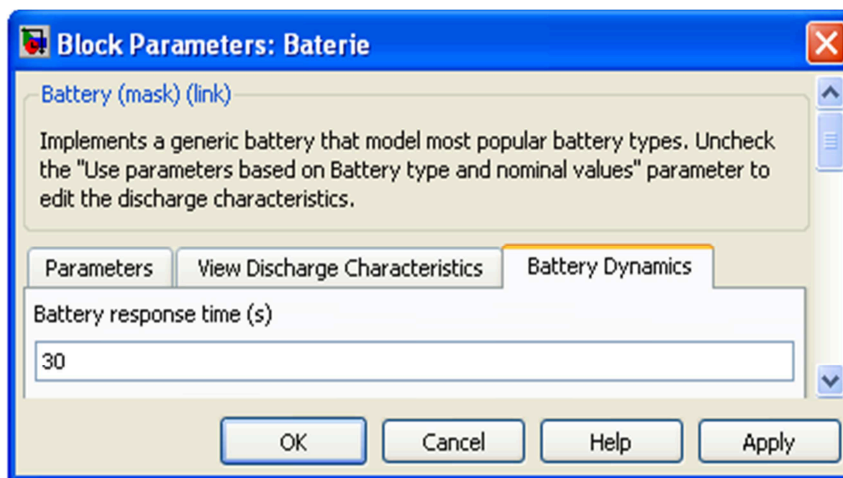 Block Parameters: Baterie
Battery (mask) (link)
Implements a generic battery that model most popular battery types. Uncheck
the "Use parameters based on Battery type and nominal values" parameter to
edit the discharge characteristics.
Parameters View Discharge Characteristics Battery Dynamics
Battery response time (s)
30
OK Cancel Help Apply